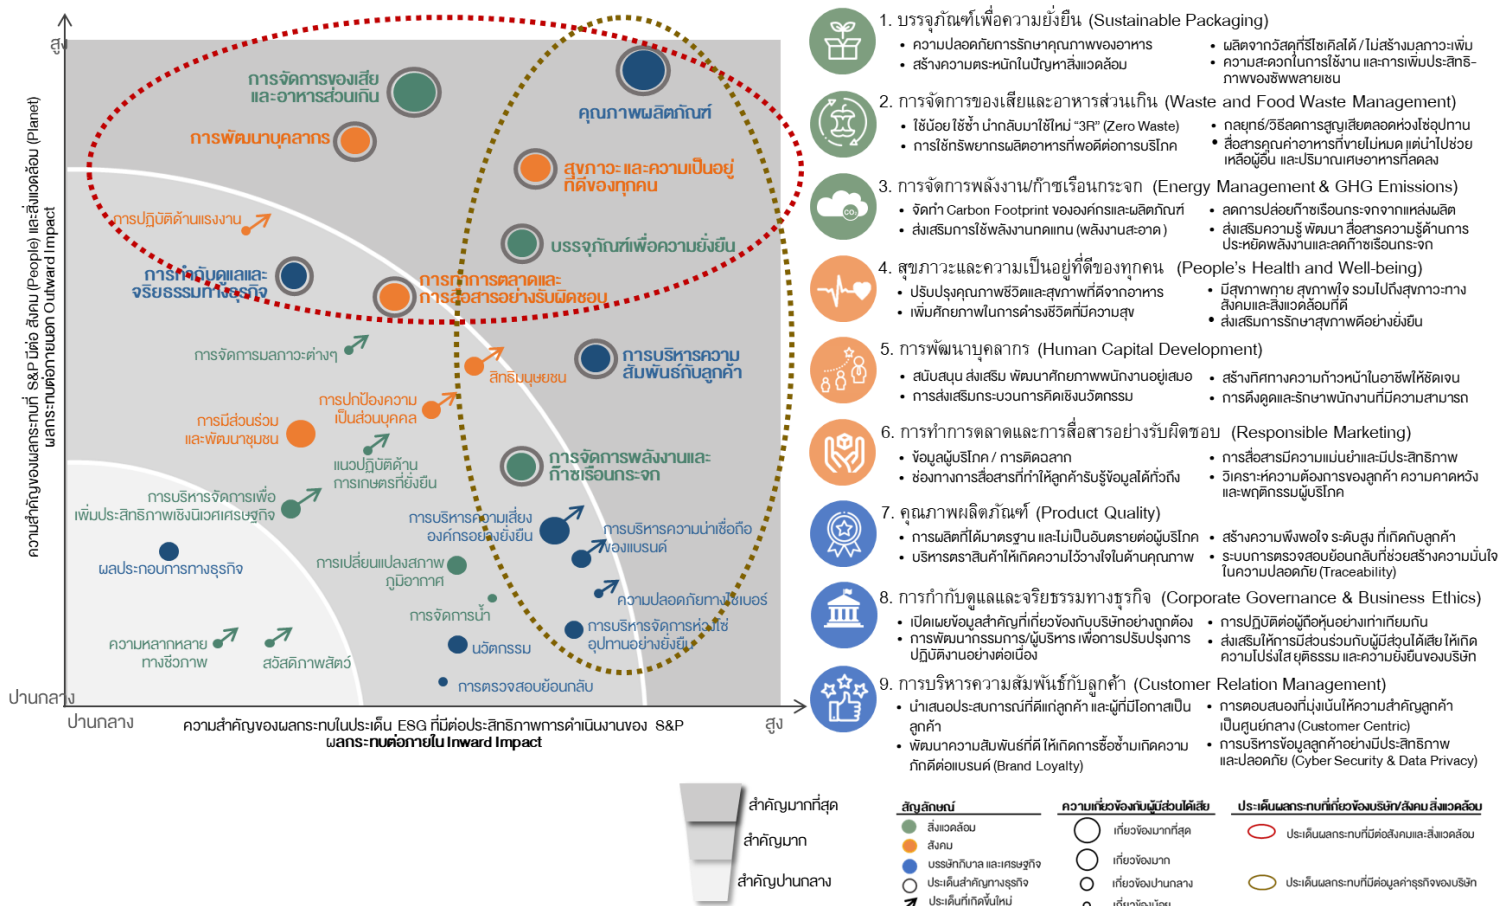 สูง
ความสำคัญของผลกระทบที่ S&P มีต่อ สังคม (People) และสิ่งแวดล้อม (Planet)
ผลกระทบต่อภายนอก Outward Impact
การจัดการของเสีย
และอาหารส่วนเกิน
คุณภาพผลิตภัณฑ์
การพัฒนาบุคลากร
สุขภาวะ และความเป็นอยู่
ที่ดีของทุกคน
การปฏิบัติด้านแรงงาน
บรรจุภัณฑ์เพื่อความยั่งยืน
การกำกับดูแลและ
จริยธรรมทางธุรกิจ
การทำการตลาดและ
การสื่อสารอย่างรับผิดชอบ
การจัดการมลภาวะต่างๆ
สิทธิมนุษยชน
การบริหารความ
สัมพันธ์กับลูกค้า
การปกป้องความ
เป็นส่วนบุคคล
การมีส่วนร่วม
และพัฒนาชุมชน
แนวปฏิบัติด้าน
การเกษตรที่ยั่งยืน
การจัดการพลังงานและ
ก๊าซเรือนกระจก
การบริหารจัดการเพื่อ
เพิ่มประสิทธิภาพเชิงนิเวศเศรษฐกิจ
การบริหารความเสี่ยง
องค์กรอย่างยั่งยืน
การบริหารความน่าเชื่อถือ
ของแบรนด์
ผลประกอบการทางธุรกิจ
การเปลี่ยนแปลงสภาพ
ภูมิอากาศ
ความปลอดภัยทางไซเบอร์
การจัดการน้ำ
การบริหารจัดการห่วงโซ่
อุปทานอย่างยั่งยืน
ความหลากหลาย
ทางชีวภาพ
สวัสดิภาพสัตว์
นวัตกรรม
การตรวจสอบย้อนกลับ
ปานกลาง
ปานกลาง
สูง
ความสำคัญของผลกระทบในประเด็น ESG ที่มีต่อประสิทธิภาพการดำเนินงานของ S&P
ผลกระทบต่อภายใน Inward Impact
1. บรรจุภัณฑ์เพื่อความยั่งยืน (Sustainable Packaging)
• ความปลอดภัยการรักษาคุณภาพของอาหาร
• สร้างความตระหนักในปัญหาสิ่งแวดล้อม
• ผลิตจากวัสดุที่รีไซเคิลได้ / ไม่สร้างมลภาวะเพิ่ม
• ความสะดวกในการใช้งาน และการเพิ่มประสิทธิ-
ภาพของซัพพลายเชน
2. การจัดการของเสียและอาหารส่วนเกิน (Waste and Food Waste Management)
• ใช้น้อย ใช้ซ้ำ นำกลับมาใช้ใหม่ “3R” (Zero Waste)
• การใช้ทรัพยากรผลิตอาหารที่พอดีต่อการบริโภค
• กลยุทธ์/วิธีลดการสูญเสียตลอดห่วงโซ่อุปทาน
• สื่อสารคุณค่าอาหารที่ขายไม่หมด แต่นำไปช่วย
เหลือผู้อื่น และปริมาณเศษอาหารที่ลดลง
3. การจัดการพลังงาน/ก๊าซเรือนกระจก (Energy Management & GHG Emissions)
CO₂
• จัดทำ Carbon Footprint ขององค์กรและผลิตภัณฑ์
• ส่งเสริมการใช้พลังงานทดแทน (พลังงานสะอาด)
• ลดการปล่อยก๊าซเรือนกระจกจากแหล่งผลิต
• ส่งเสริมความรู้ พัฒนา สื่อสารความรู้ด้านการ
ประหยัดพลังงานและลดก๊าซเรือนกระจก
4. สุขภาวะและความเป็นอยู่ที่ดีของทุกคน (People’s Health and Well-being)
• ปรับปรุงคุณภาพชีวิตและสุขภาพที่ดีจากอาหาร
• เพิ่มศักยภาพในการดำรงชีวิตที่มีความสุข
• มีสุขภาพกาย สุขภาพใจ รวมไปถึงสุขภาวะทาง
สังคมและสิ่งแวดล้อมที่ดี
• ส่งเสริมการรักษาสุขภาพดีอย่างยั่งยืน
5. การพัฒนาบุคลากร (Human Capital Development)
• สนับสนุน ส่งเสริม พัฒนาศักยภาพพนักงานอยู่เสมอ
• การส่งเสริมกระบวนการคิดเชิงนวัตกรรม
• สร้างทิศทางความก้าวหน้าในอาชีพให้ชัดเจน
• การดึงดูดและรักษาพนักงานที่มีความสามารถ
6. การทำการตลาดและการสื่อสารอย่างรับผิดชอบ (Responsible Marketing)
• ข้อมูลผู้บริโภค / การติดฉลาก
• ช่องทางการสื่อสารที่ทำให้ลูกค้ารับรู้ข้อมูลได้ทั่วถึง
• การสื่อสารมีความแม่นยำและมีประสิทธิภาพ
• วิเคราะห์ความต้องการของลูกค้า ความคาดหวัง
และพฤติกรรมผู้บริโภค
7. คุณภาพผลิตภัณฑ์ (Product Quality)
• การผลิตที่ได้มาตรฐาน และไม่เป็นอันตรายต่อผู้บริโภค
• บริหารตราสินค้าให้เกิดความไว้วางใจในด้านคุณภาพ
• สร้างความพึงพอใจ ระดับสูง ที่เกิดกับลูกค้า
• ระบบการตรวจสอบย้อนกลับที่ช่วยสร้างความมั่นใจ
ในความปลอดภัย (Traceability)
8. การกำกับดูแลและจริยธรรมทางธุรกิจ (Corporate Governance & Business Ethics)
• เปิดเผยข้อมูลสำคัญที่เกี่ยวข้องกับบริษัทอย่างถูกต้อง
• การพัฒนากรรมการ/ผู้บริหาร เพื่อการปรับปรุงการ
ปฏิบัติงานอย่างต่อเนื่อง
• การปฏิบัติต่อผู้ถือหุ้นอย่างเท่าเทียมกัน
• ส่งเสริมให้การมีส่วนร่วมกับผู้มีส่วนได้เสีย ให้เกิด
ความโปร่งใส ยุติธรรม และความยั่งยืนของบริษัท
9. การบริหารความสัมพันธ์กับลูกค้า (Customer Relation Management)
• นำเสนอประสบการณ์ที่ดีแก่ลูกค้า และผู้ที่มีโอกาสเป็น
ลูกค้า
• พัฒนาความสัมพันธ์ที่ดี ให้เกิดการซื้อซ้ำเกิดความ
ภักดีต่อแบรนด์ (Brand Loyalty)
• การตอบสนองที่มุ่งเน้นให้ความสำคัญลูกค้า
เป็นศูนย์กลาง (Customer Centric)
• การบริหารข้อมูลลูกค้าอย่างมีประสิทธิภาพ
และปลอดภัย (Cyber Security & Data Privacy)
สำคัญมากที่สุด
สำคัญมาก
สำคัญปานกลาง
สัญลักษณ์
สิ่งแวดล้อม
สังคม
บรรษัทภิบาล และเศรษฐกิจ
ประเด็นสำคัญทางธุรกิจ
ประเด็นที่เกิดขึ้นใหม่
ความเกี่ยวข้องกับผู้มีส่วนได้เสีย
เกี่ยวข้องมากที่สุด
เกี่ยวข้องมาก
เกี่ยวข้องปานกลาง
เกี่ยวข้องน้อย
ประเด็นผลกระทบที่เกี่ยวข้องบริษัท/สังคม สิ่งแวดล้อม
ประเด็นผลกระทบที่มีต่อสังคมและสิ่งแวดล้อม
ประเด็นผลกระทบที่มีต่อมูลค่าธุรกิจของบริษัท